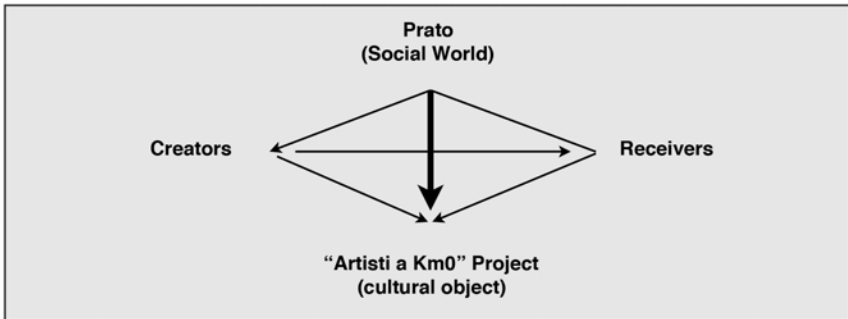 Prato
(Social World)
Creators
Receivers
“Artisti a Km0” Project
(cultural object)